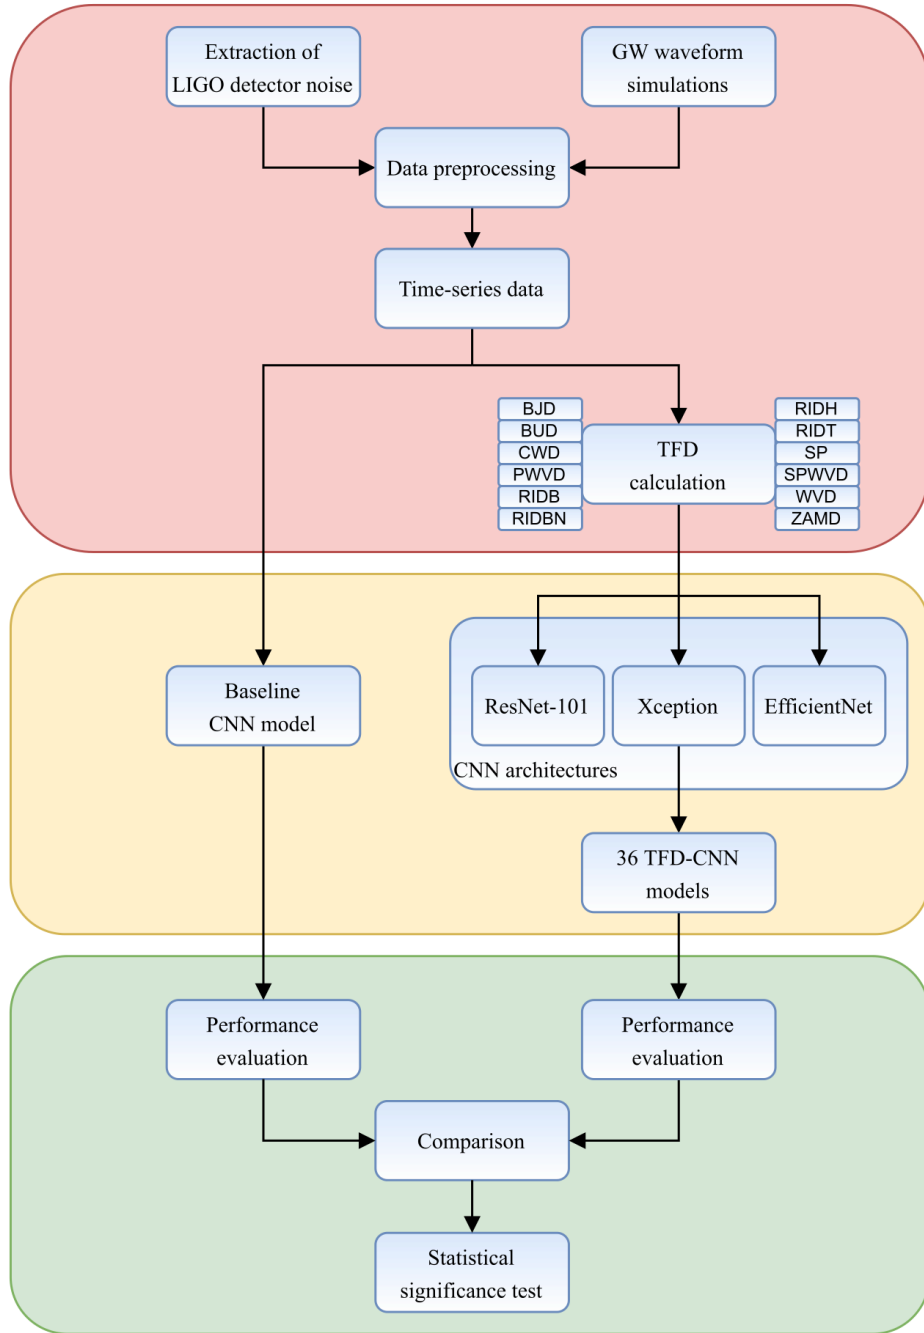 Extraction of
LIGO detector noise
GW waveform
simulations
Data preprocessing
Time-series data
BJD
BUD
CWD
PWVD
RIDB
RIDBN
TFD
calculation
RIDH
RIDT
SP
SPWVD
WVD
ZAMD
Baseline
CNN model
ResNet-101
Xception
EfficientNet
CNN architectures
36 TFD-CNN
models
Performance
evaluation
Performance
evaluation
Comparison
Statistical
significance test